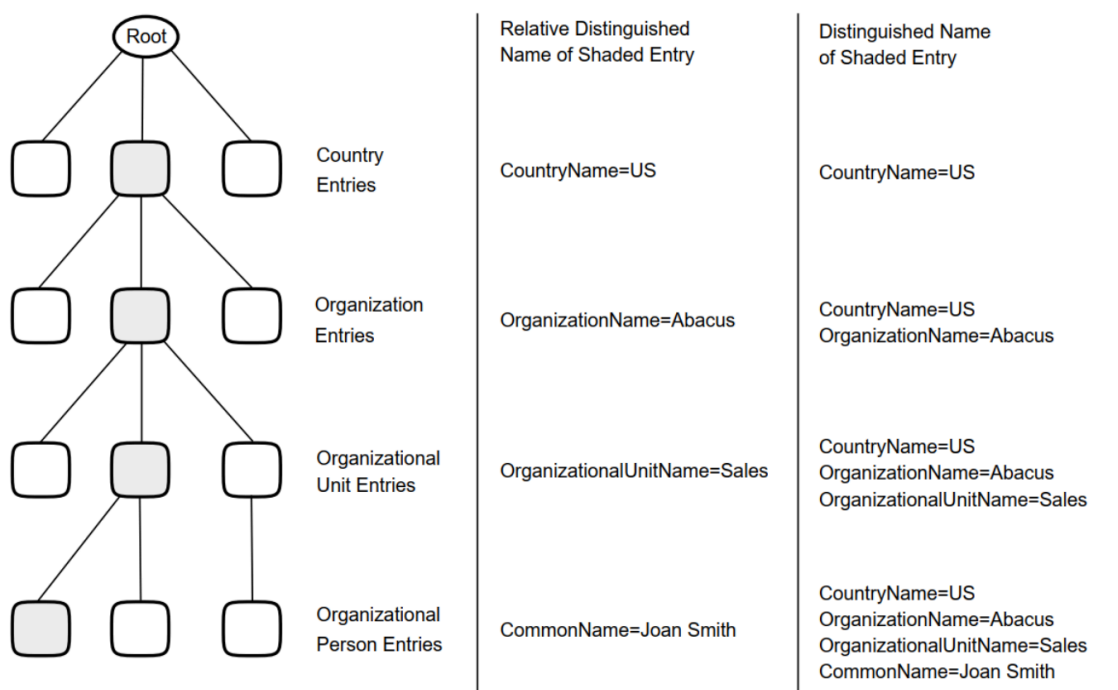 Root
Relative Distinguished
Name of Shaded Entry
Distinguished Name
of Shaded Entry
Country
Entries
CountryName=US
CountryName=US
Organization
Entries
OrganizationName=Abacus
CountryName=US
OrganizationName=Abacus
Organizational
Unit Entries
OrganizationalUnitName=Sales
CountryName=US
OrganizationName=Abacus
OrganizationalUnitName=Sales
Organizational
Person Entries
CommonName=Joan Smith
CountryName=US
OrganizationName=Abacus
OrganizationalUnitName=Sales
CommonName=Joan Smith